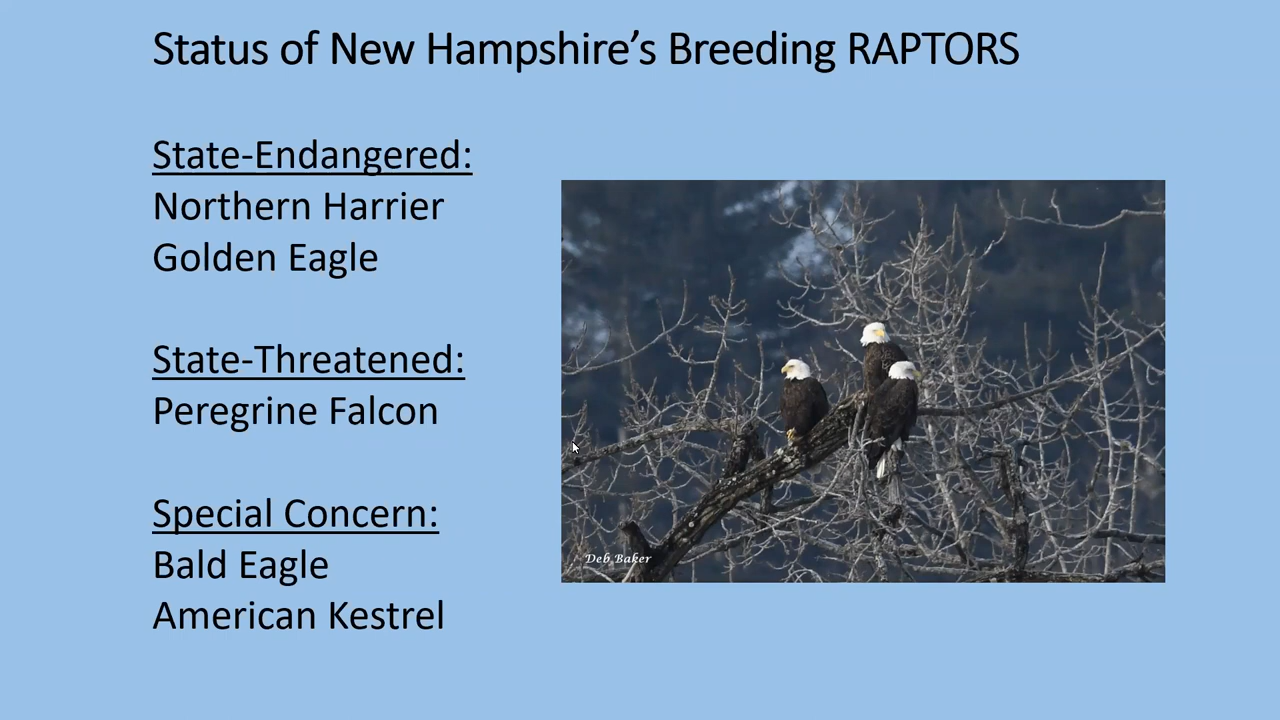 Status of New Hampshire’s Breeding RAPTORS
State-Endangered:
Northern Harrier
Golden Eagle
State-Threatened:
Peregrine Falcon
Special Concern:
Bald Eagle
American Kestrel
Deb Baker